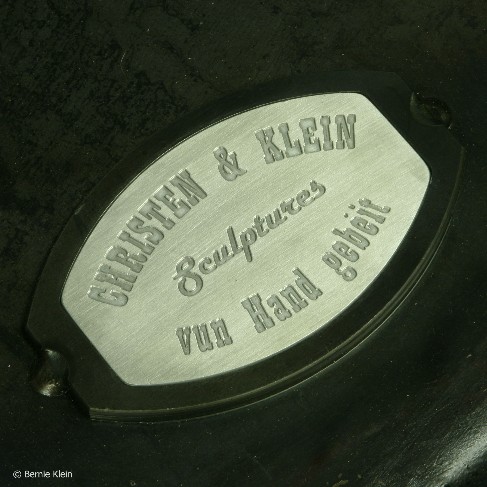 CHRISTEN & KLEIN
Sculptures
vun Hand gebëit
© Bernie Klein